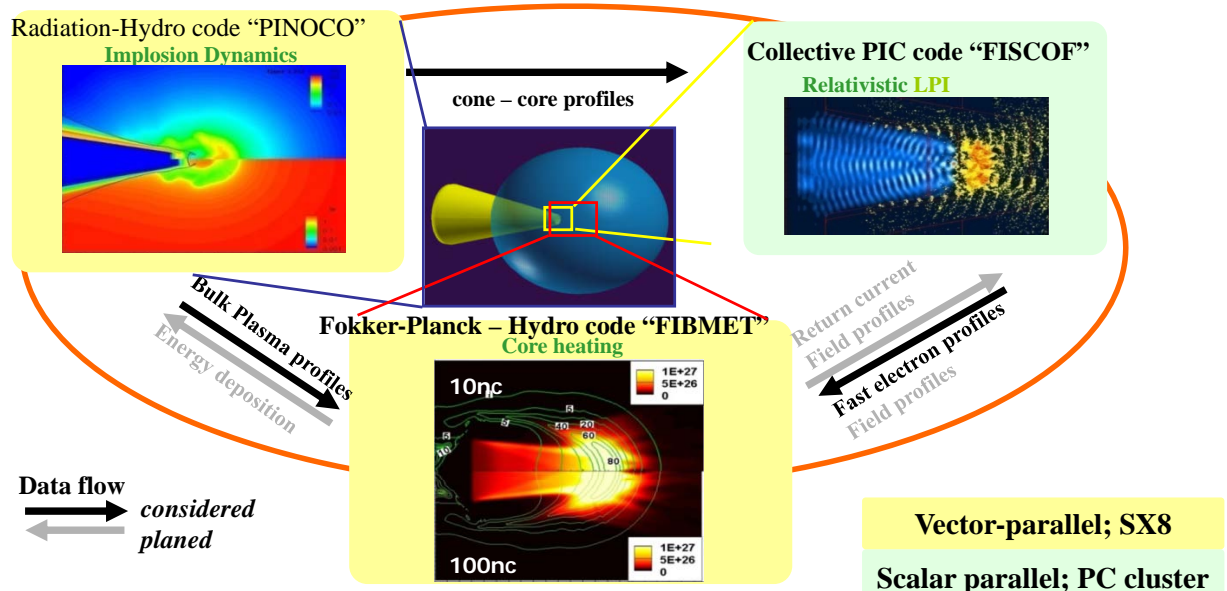 Radiation-Hydro code “PINOCO”
Implosion Dynamics
cone – core profiles
Collective PIC code “FISCOF”
Relativistic LPI
Bulk Plasma profiles
Energy deposition
Return current
Field profiles
Fast electron profiles
Field profiles
Fokker-Planck – Hydro code “FIBMET”
Core heating
10nc
1E+27
5E+26
0
5
5
40
20
60
5
10
80
100nc
1E+27
5E+26
0
Data flow
considered
planed
Vector-parallel; SX8
Scalar parallel; PC cluster